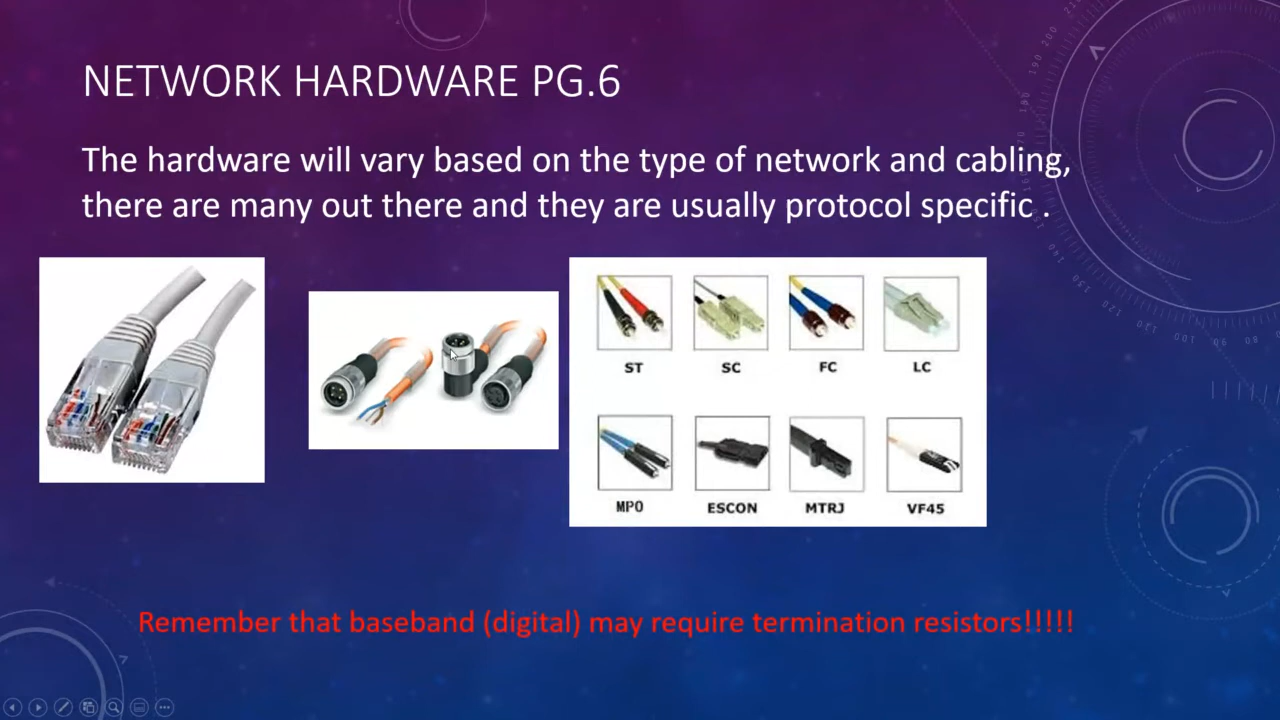 NETWORK HARDWARE PG.6
The hardware will vary based on the type of network and cabling,
there are many out there and they are usually protocol specific .
ST SC FC LC
MPO ESCON MTRJ VF45
Remember that baseband (digital) may require termination resistors!!!!!